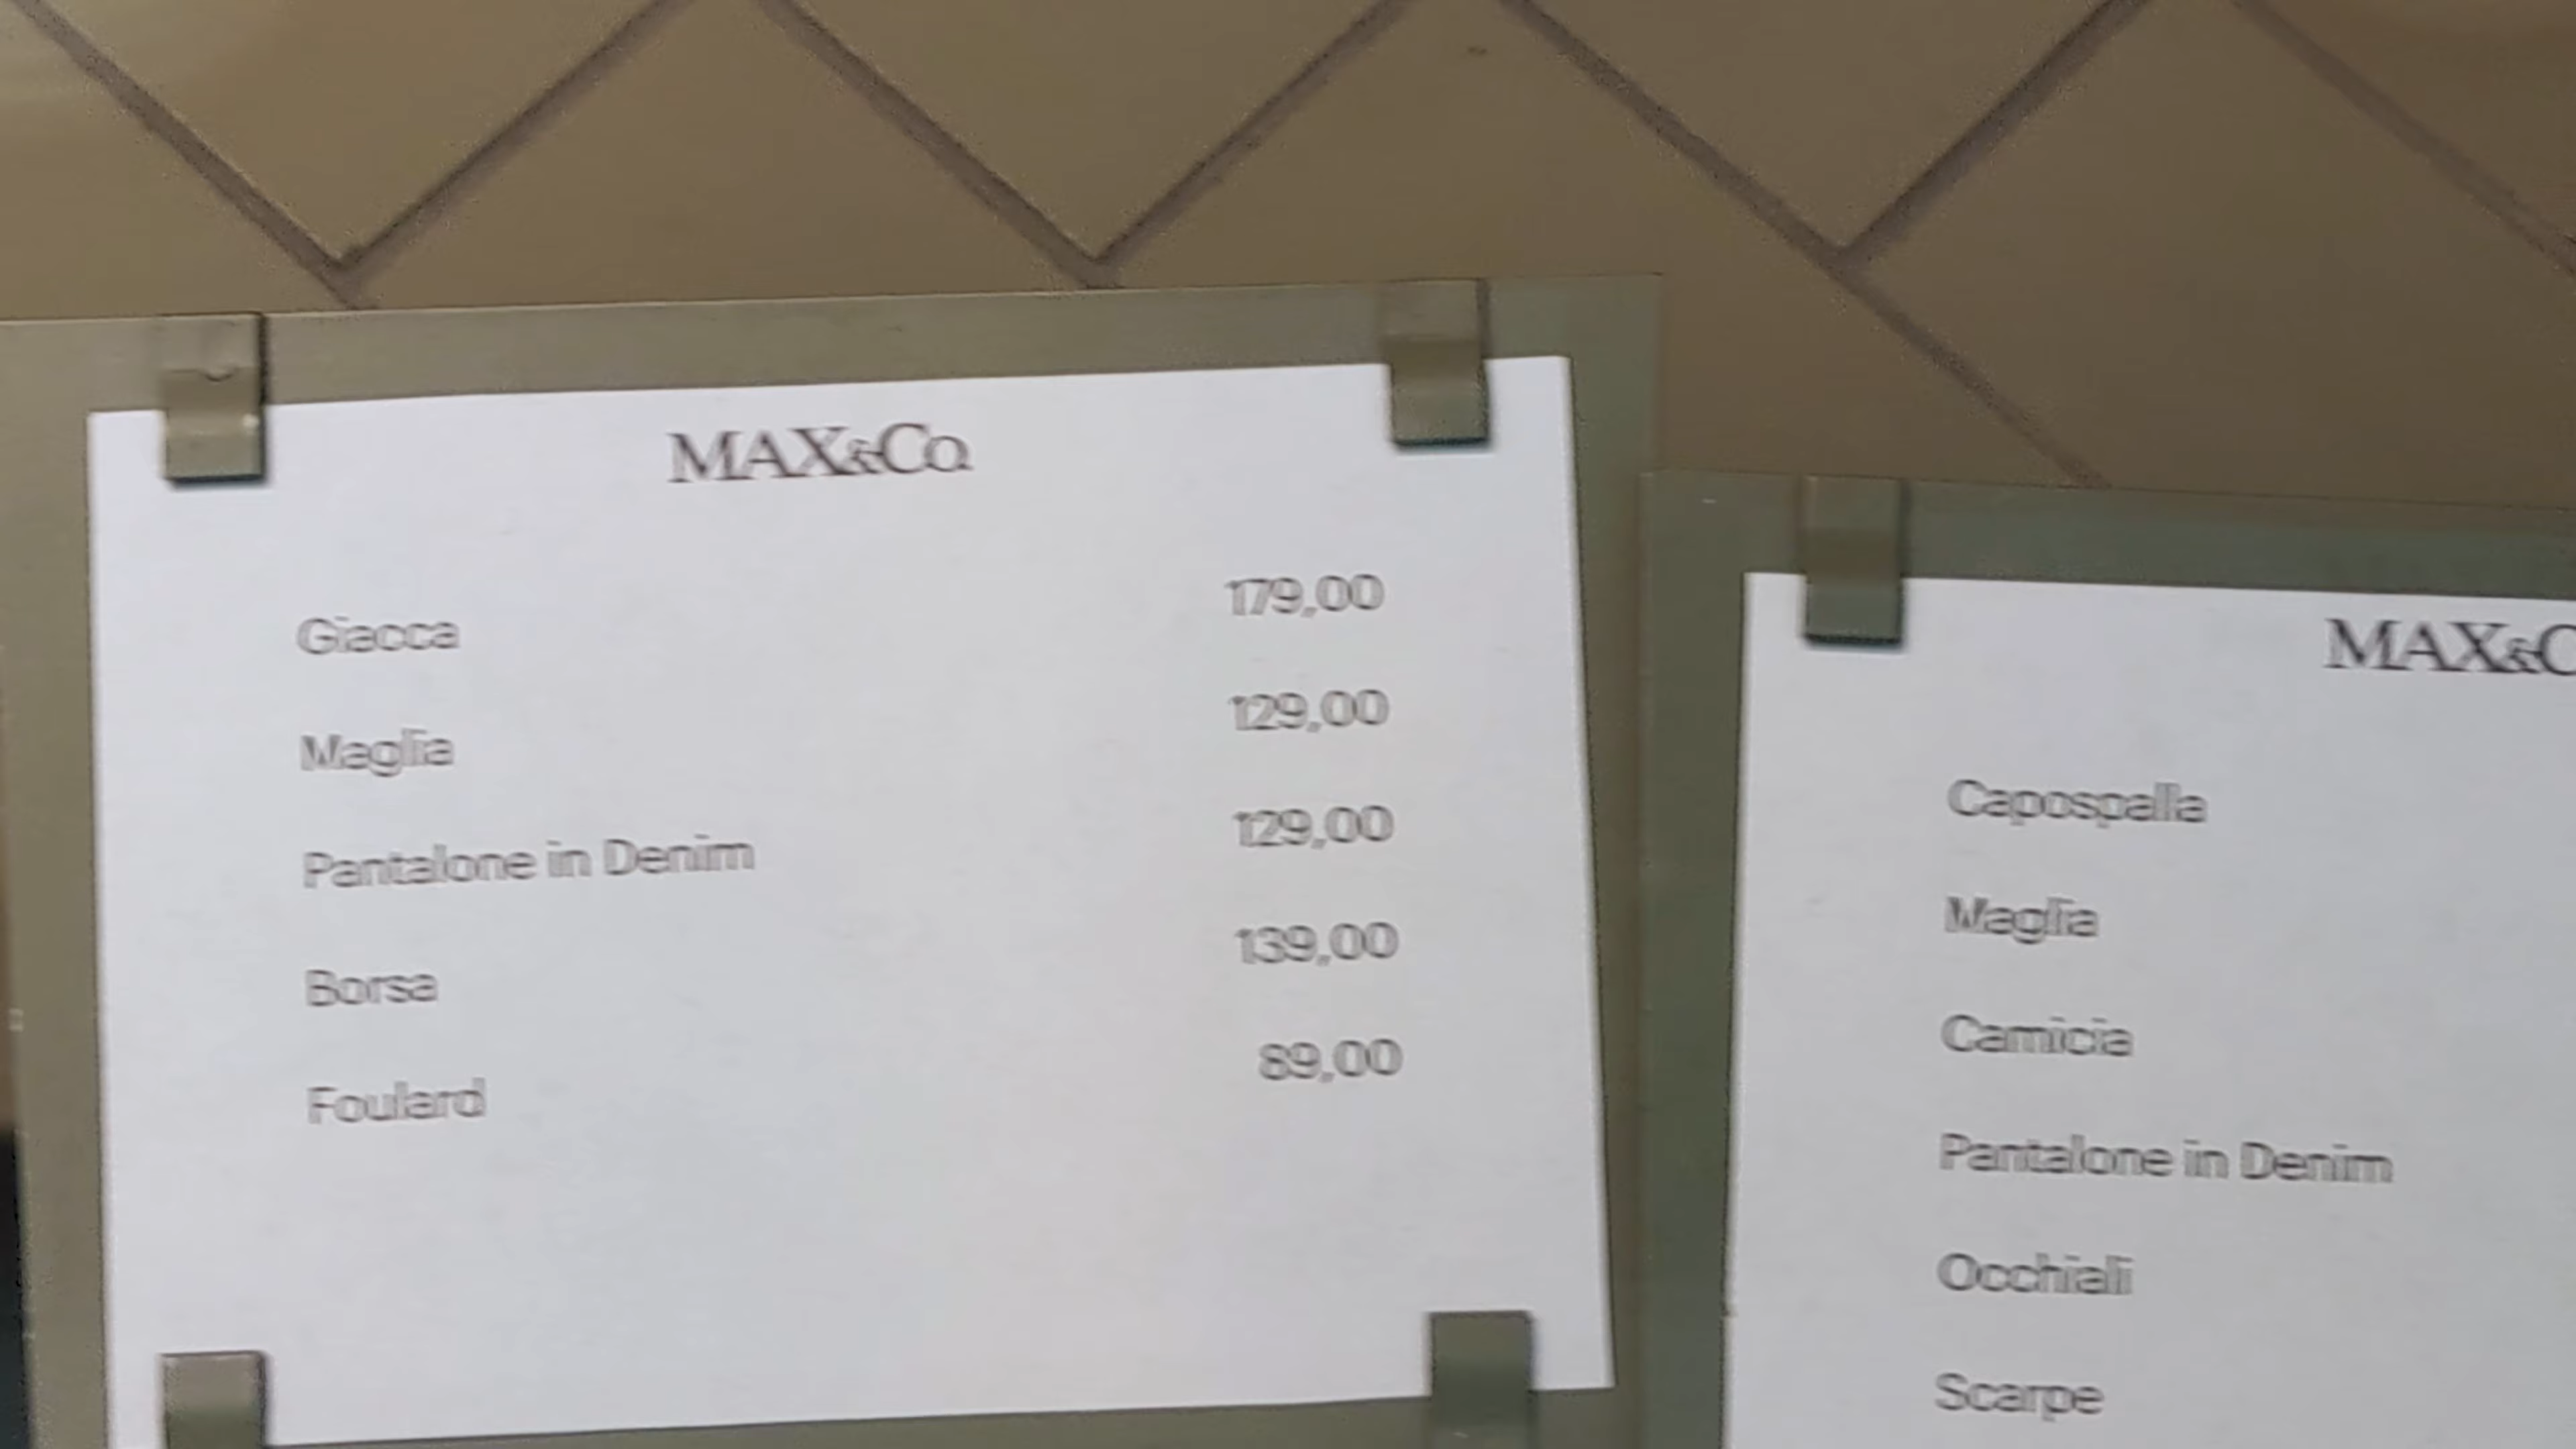 MAX&Co.
Giacca 179,00
Maglia 129,00
Pantalone in Denim 129,00
Borsa 139,00
Foulard 89,00
MAX&C
Capospalla
Maglia
Camicia
Pantalone in Denim
Occhiali
Scarpe